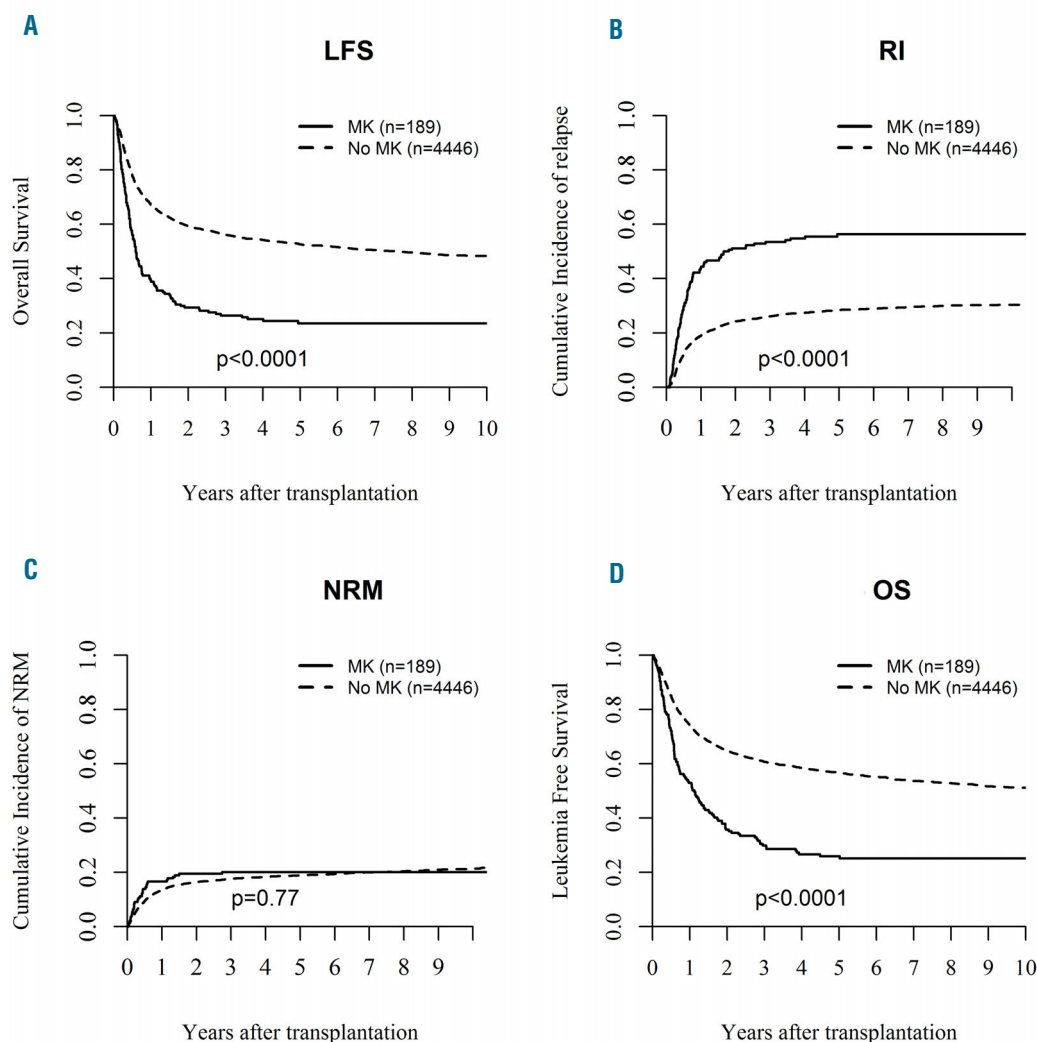 A
LFS
Overall Survival
1.0
0.8
0.6
0.4
0.2
0.0
MK (n=189)
No MK (n=4446)
p<0.0001
0 1 2 3 4 5 6 7 8 9 10
Years after transplantation
B
RI
Cumulative Incidence of relapse
1.0
0.8
0.6
0.4
0.2
0.0
MK (n=189)
No MK (n=4446)
p<0.0001
0 1 2 3 4 5 6 7 8 9
Years after transplantation
C
NRM
Cumulative Incidence of NRM
1.0
0.8
0.6
0.4
0.2
0.0
MK (n=189)
No MK (n=4446)
p=0.77
0 1 2 3 4 5 6 7 8 9
Years after transplantation
D
OS
Leukemia Free Survival
1.0
0.8
0.6
0.4
0.2
0.0
MK (n=189)
No MK (n=4446)
p<0.0001
0 1 2 3 4 5 6 7 8 9 10
Years after transplantation